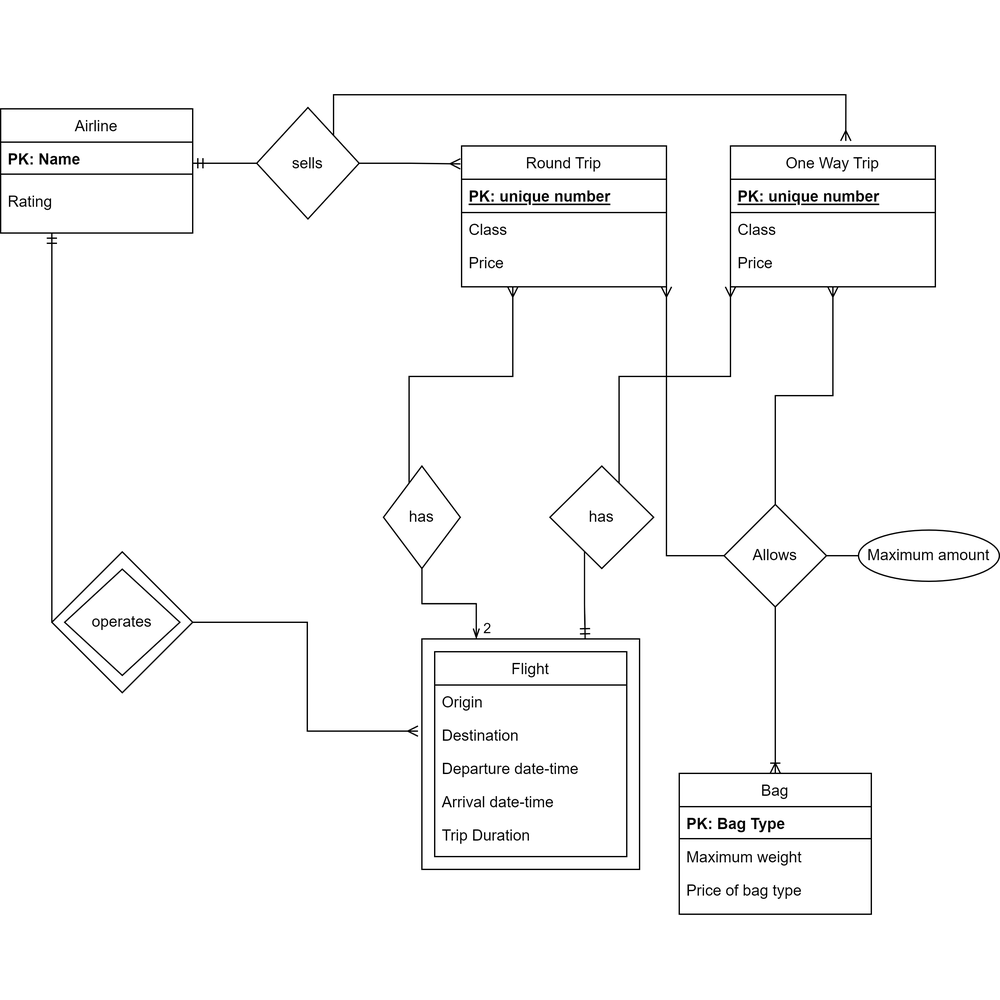 Airline
PK: Name
Rating
sells
Round Trip
PK: unique number
Class
Price
One Way Trip
PK: unique number
Class
Price
has
has
Allows
Maximum amount
operates
2
Flight
Origin
Destination
Departure date-time
Arrival date-time
Trip Duration
Bag
PK: Bag Type
Maximum weight
Price of bag type